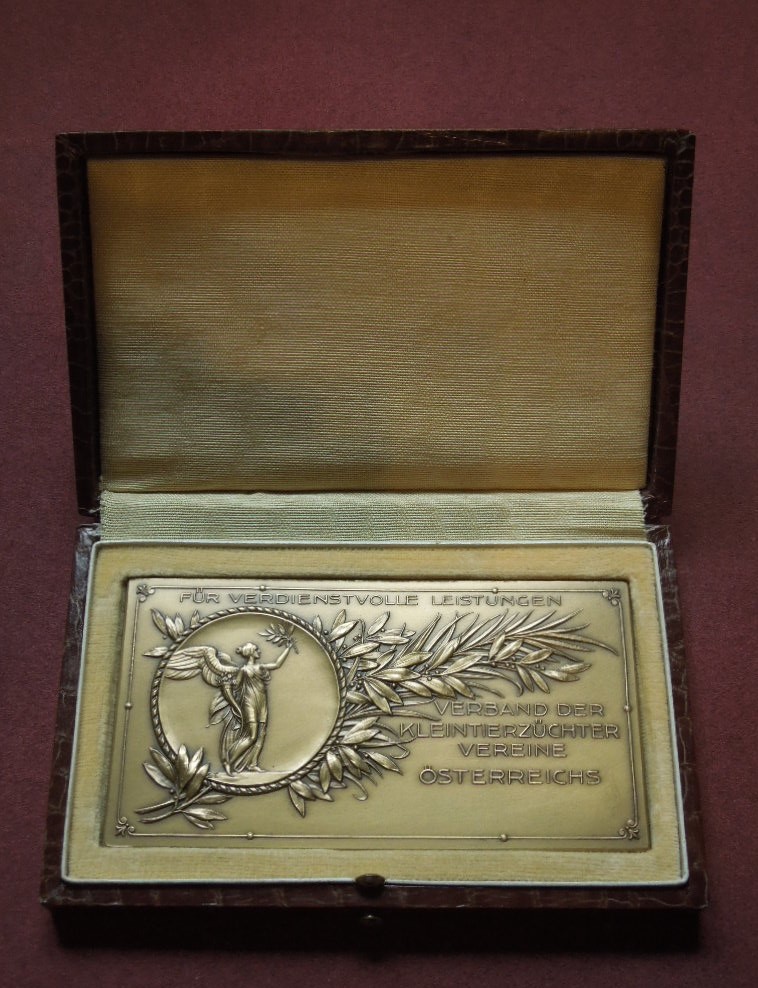 FÜR VERDIENSTVOLLE LEISTUNGEN
VERBAND DER
KLEINTIERZÜCHTER
VEREINE
ÖSTERREICHS